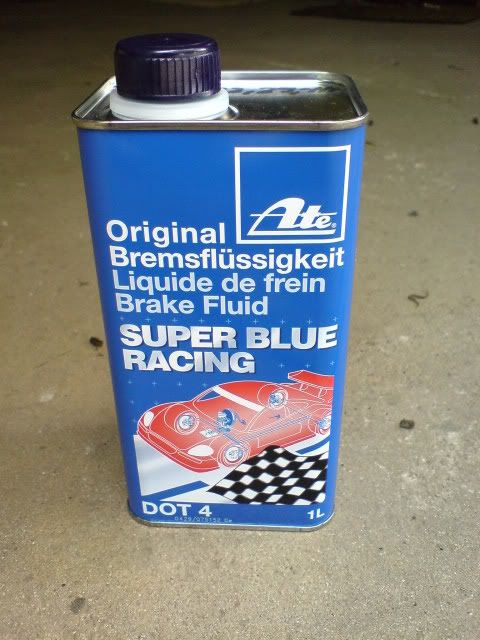 Ate
Original
Bremsflüssigkeit
Liquide de frein
Brake Fluid
SUPER BLUE
RACING
DOT 4
1L